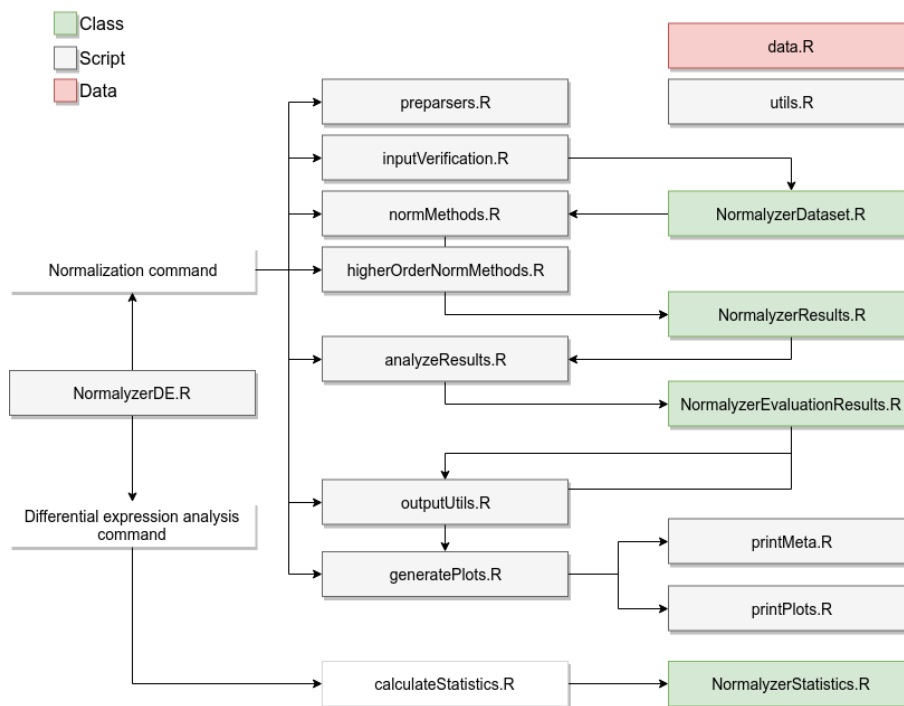 Class
Script
Data
data.R
utils.R
preparsers.R
inputVerification.R
normMethods.R
NormalyzerDataset.R
Normalization command
higherOrderNormMethods.R
NormalyzerResults.R
analyzeResults.R
NormalyzerDE.R
NormalyzerEvaluationResults.R
outputUtils.R
Differential expression analysis
command
printMeta.R
generatePlots.R
printPlots.R
calculateStatistics.R
NormalyzerStatistics.R